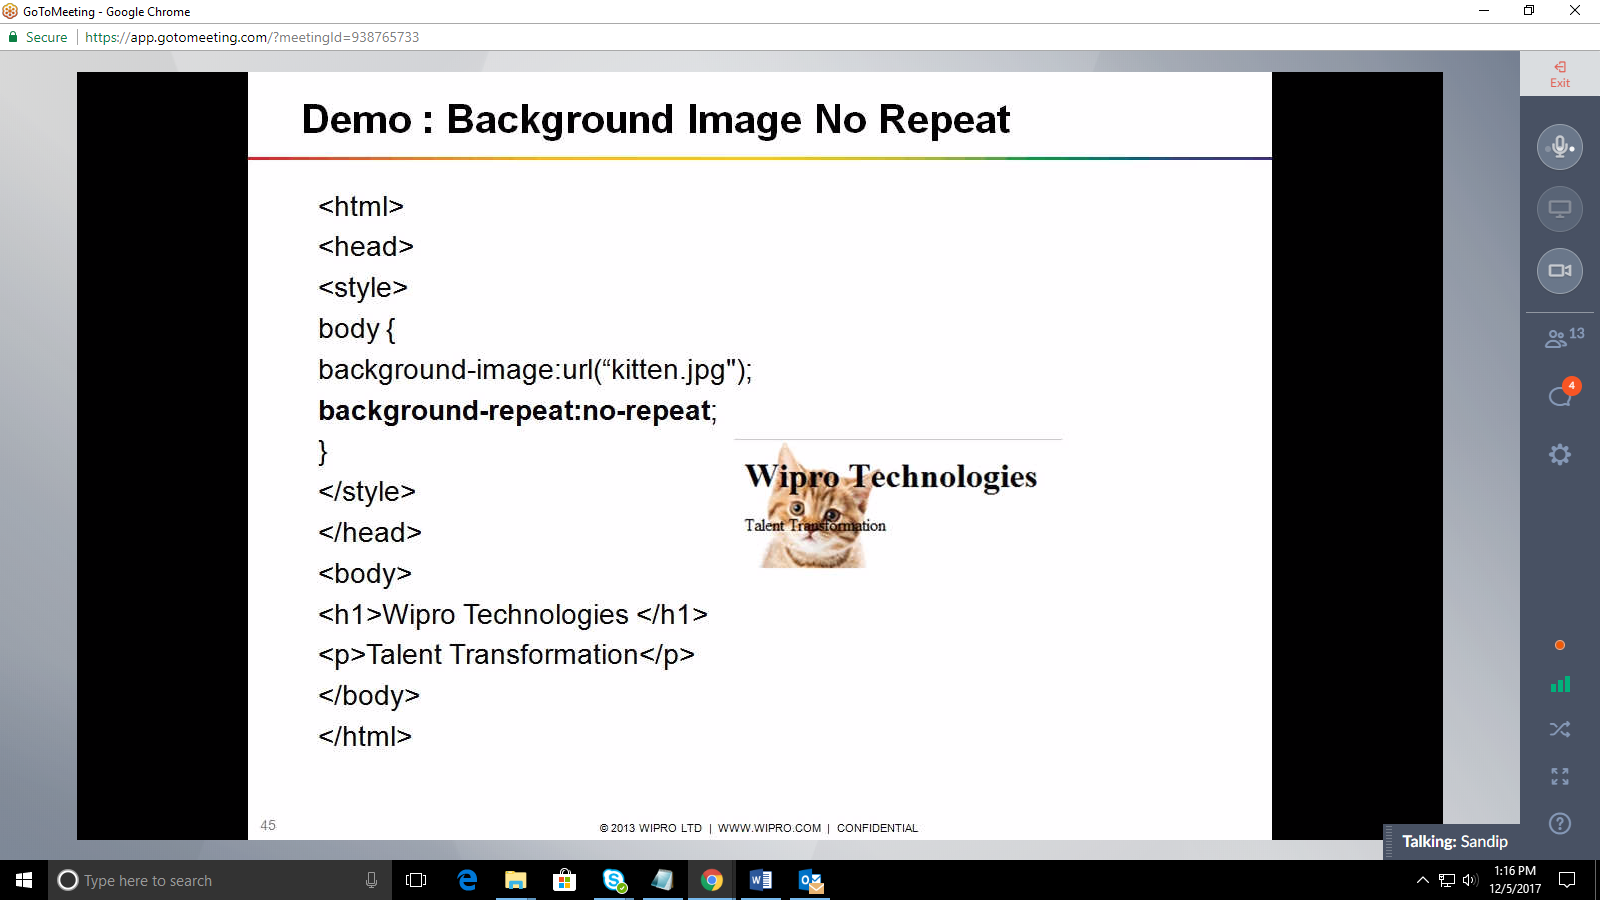 GoToMeeting - Google Chrome
Secure | https://app.gotomeeting.com/?meetingId=938765733
Exit
Demo : Background Image No Repeat
<html>
<head>
<style>
body {
background-image:url(“kitten.jpg");
background-repeat:no-repeat;
}
</style>
</head>
<body>
<h1>Wipro Technologies </h1>
<p>Talent Transformation</p>
</body>
</html>
Wipro Technologies
Talent Transformation
13
4
45
© 2013 WIPRO LTD | WWW.WIPRO.COM | CONFIDENTIAL
Talking: Sandip
Type here to search
1:16 PM
12/5/2017